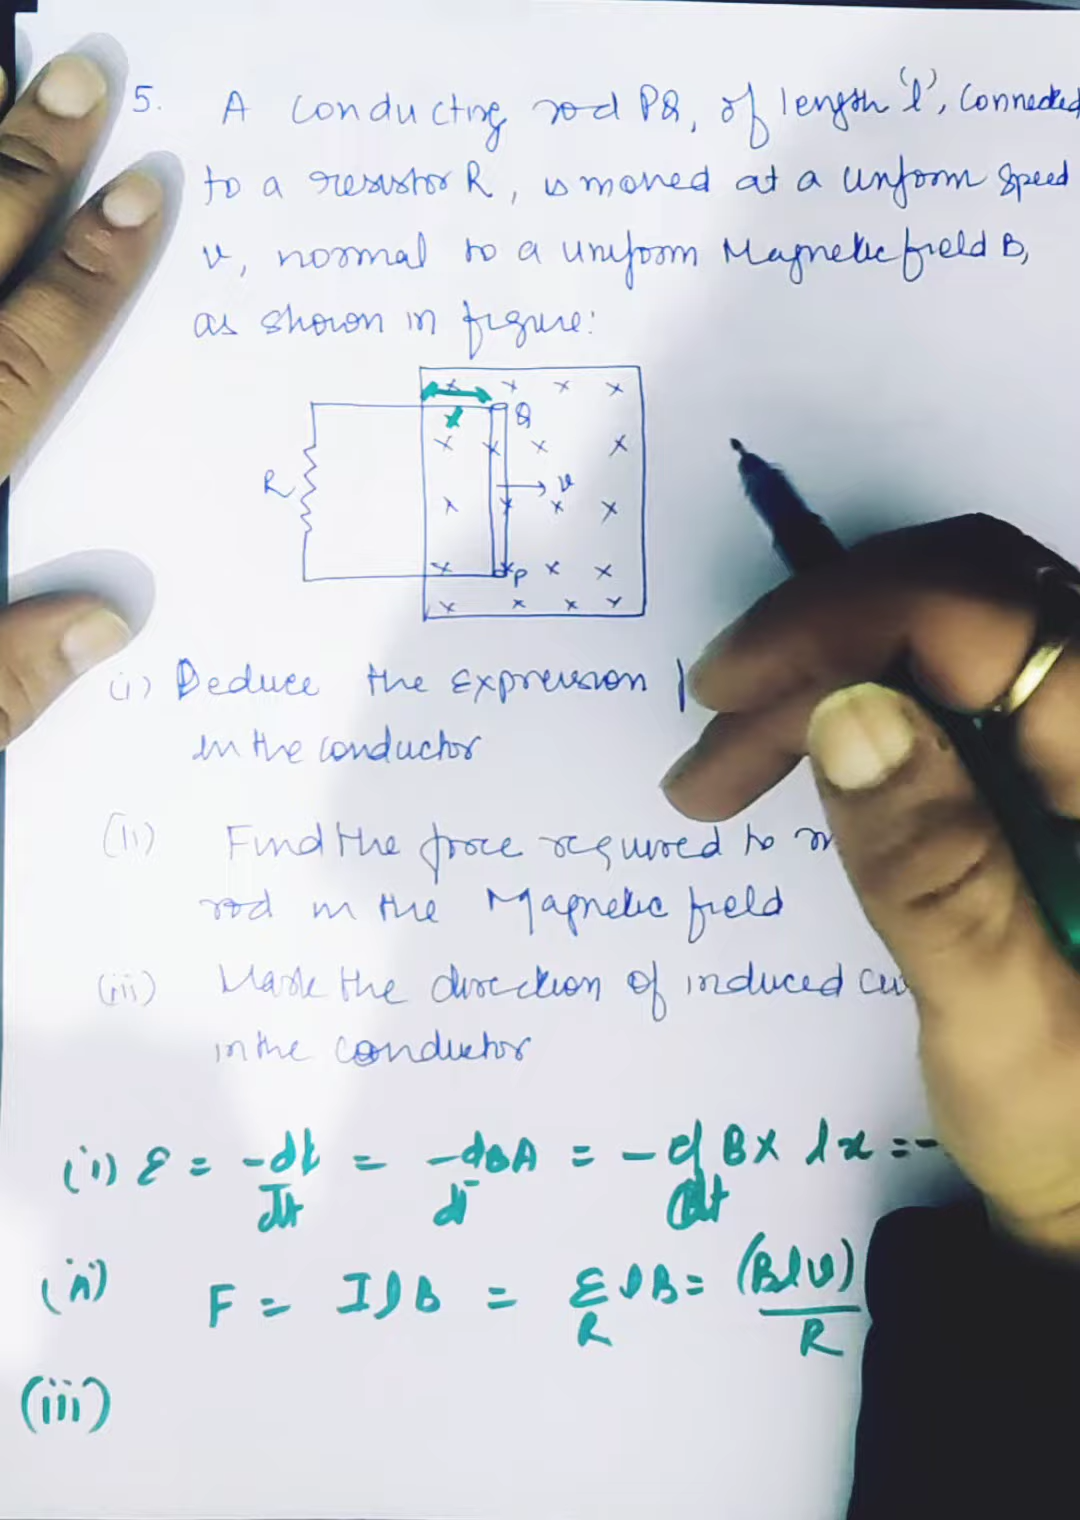 5. A conducting rod PQ, of length 'l', connected
to a resistor R, is moved at a uniform speed
v, normal to a uniform Magnetic field B,
as shown in figure:
x x x x
x Q
x x x x
R v
x x x x
x x P x x
x x x x
(i) Deduce the expression
in the conductor
(ii) Find the force required to
rod in the Magnetic field
(iii) Mark the direction of induced
in the conductor
(i) ε = -dt/dt = -dBA/dt = -d/dt B x lx = -
(ii) F = IlB = ε/R lB = (Blv)/R
(iii)